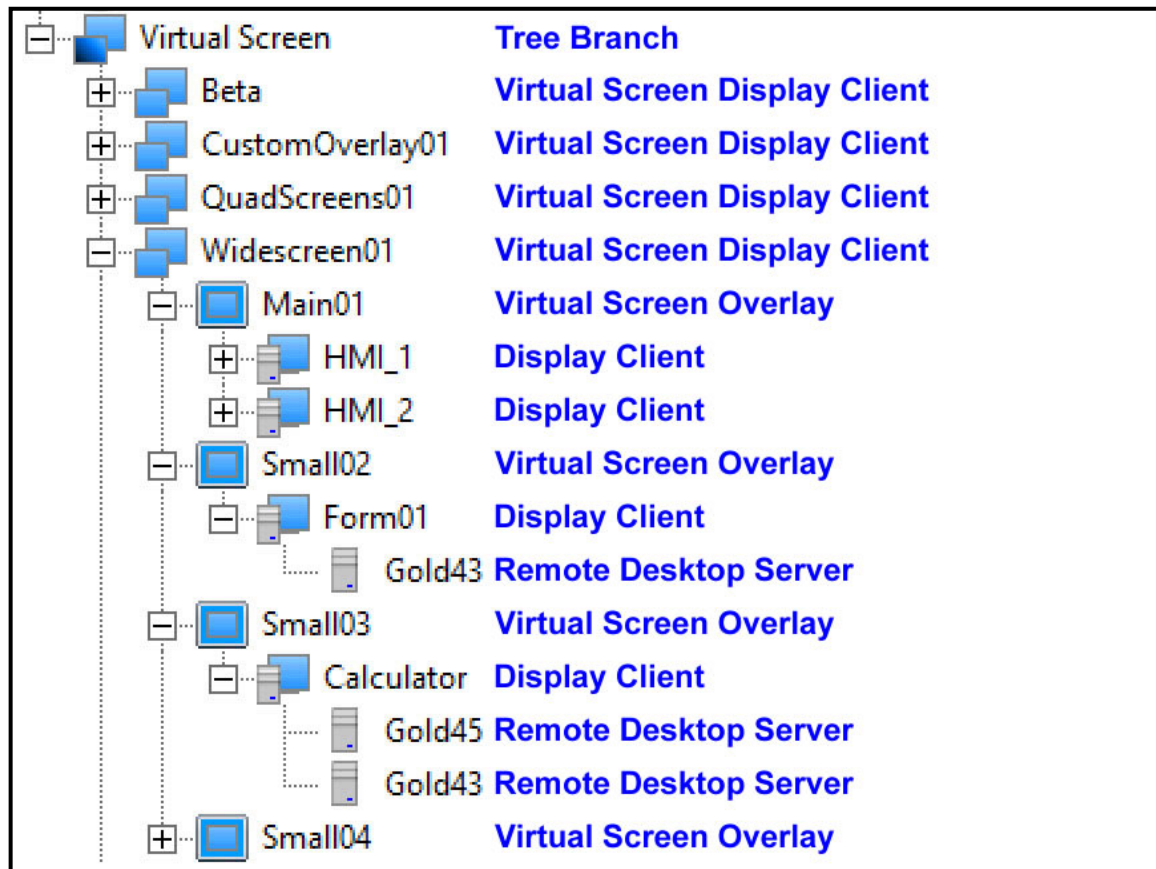 Virtual Screen Tree Branch
Beta Virtual Screen Display Client
CustomOverlay01 Virtual Screen Display Client
QuadScreens01 Virtual Screen Display Client
Widescreen01 Virtual Screen Display Client
Main01 Virtual Screen Overlay
HMI_1 Display Client
HMI_2 Display Client
Small02 Virtual Screen Overlay
Form01 Display Client
Gold43 Remote Desktop Server
Small03 Virtual Screen Overlay
Calculator Display Client
Gold45 Remote Desktop Server
Gold43 Remote Desktop Server
Small04 Virtual Screen Overlay